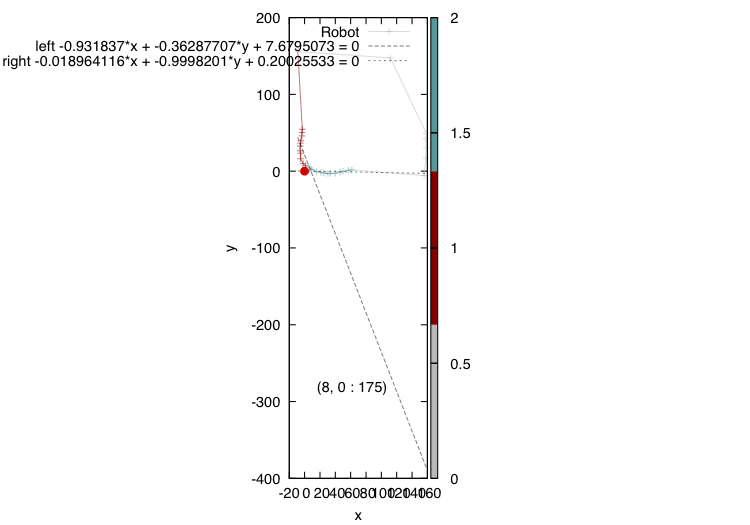 200
2
Robot
left -0.931837*x + -0.36287707*y + 7.6795073 = 0
right -0.018964116*x + -0.9998201*y + 0.20025533 = 0
100
1.5
0
y
-100
1
-200
0.5
(8, 0 : 175)
-300
-400
0
-20 0 20 40 60 80 100 120 140 160
x